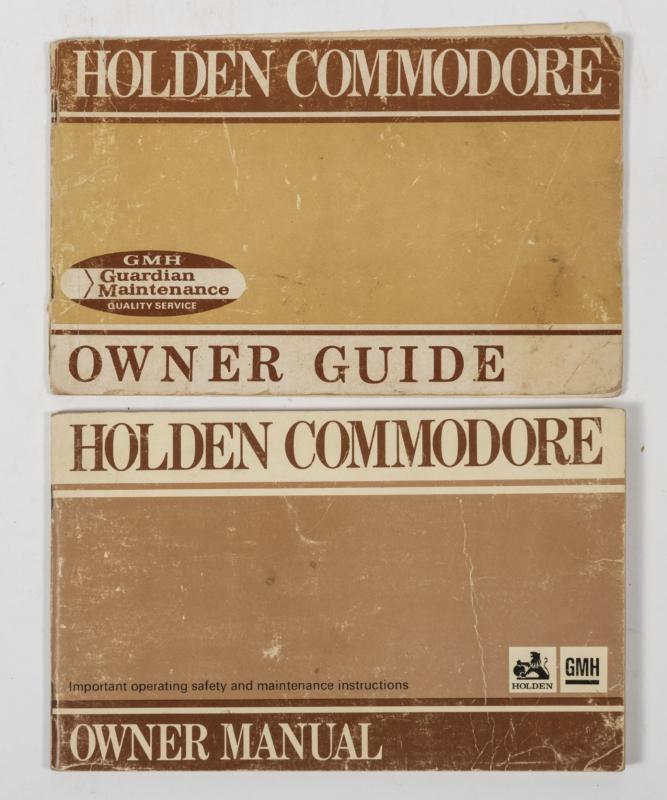 HOLDEN COMMODORE
GMH
Guardian
Maintenance
QUALITY SERVICE
OWNER GUIDE
HOLDEN COMMODORE
Important operating safety and maintenance instructions
HOLDEN
GMH
OWNER MANUAL